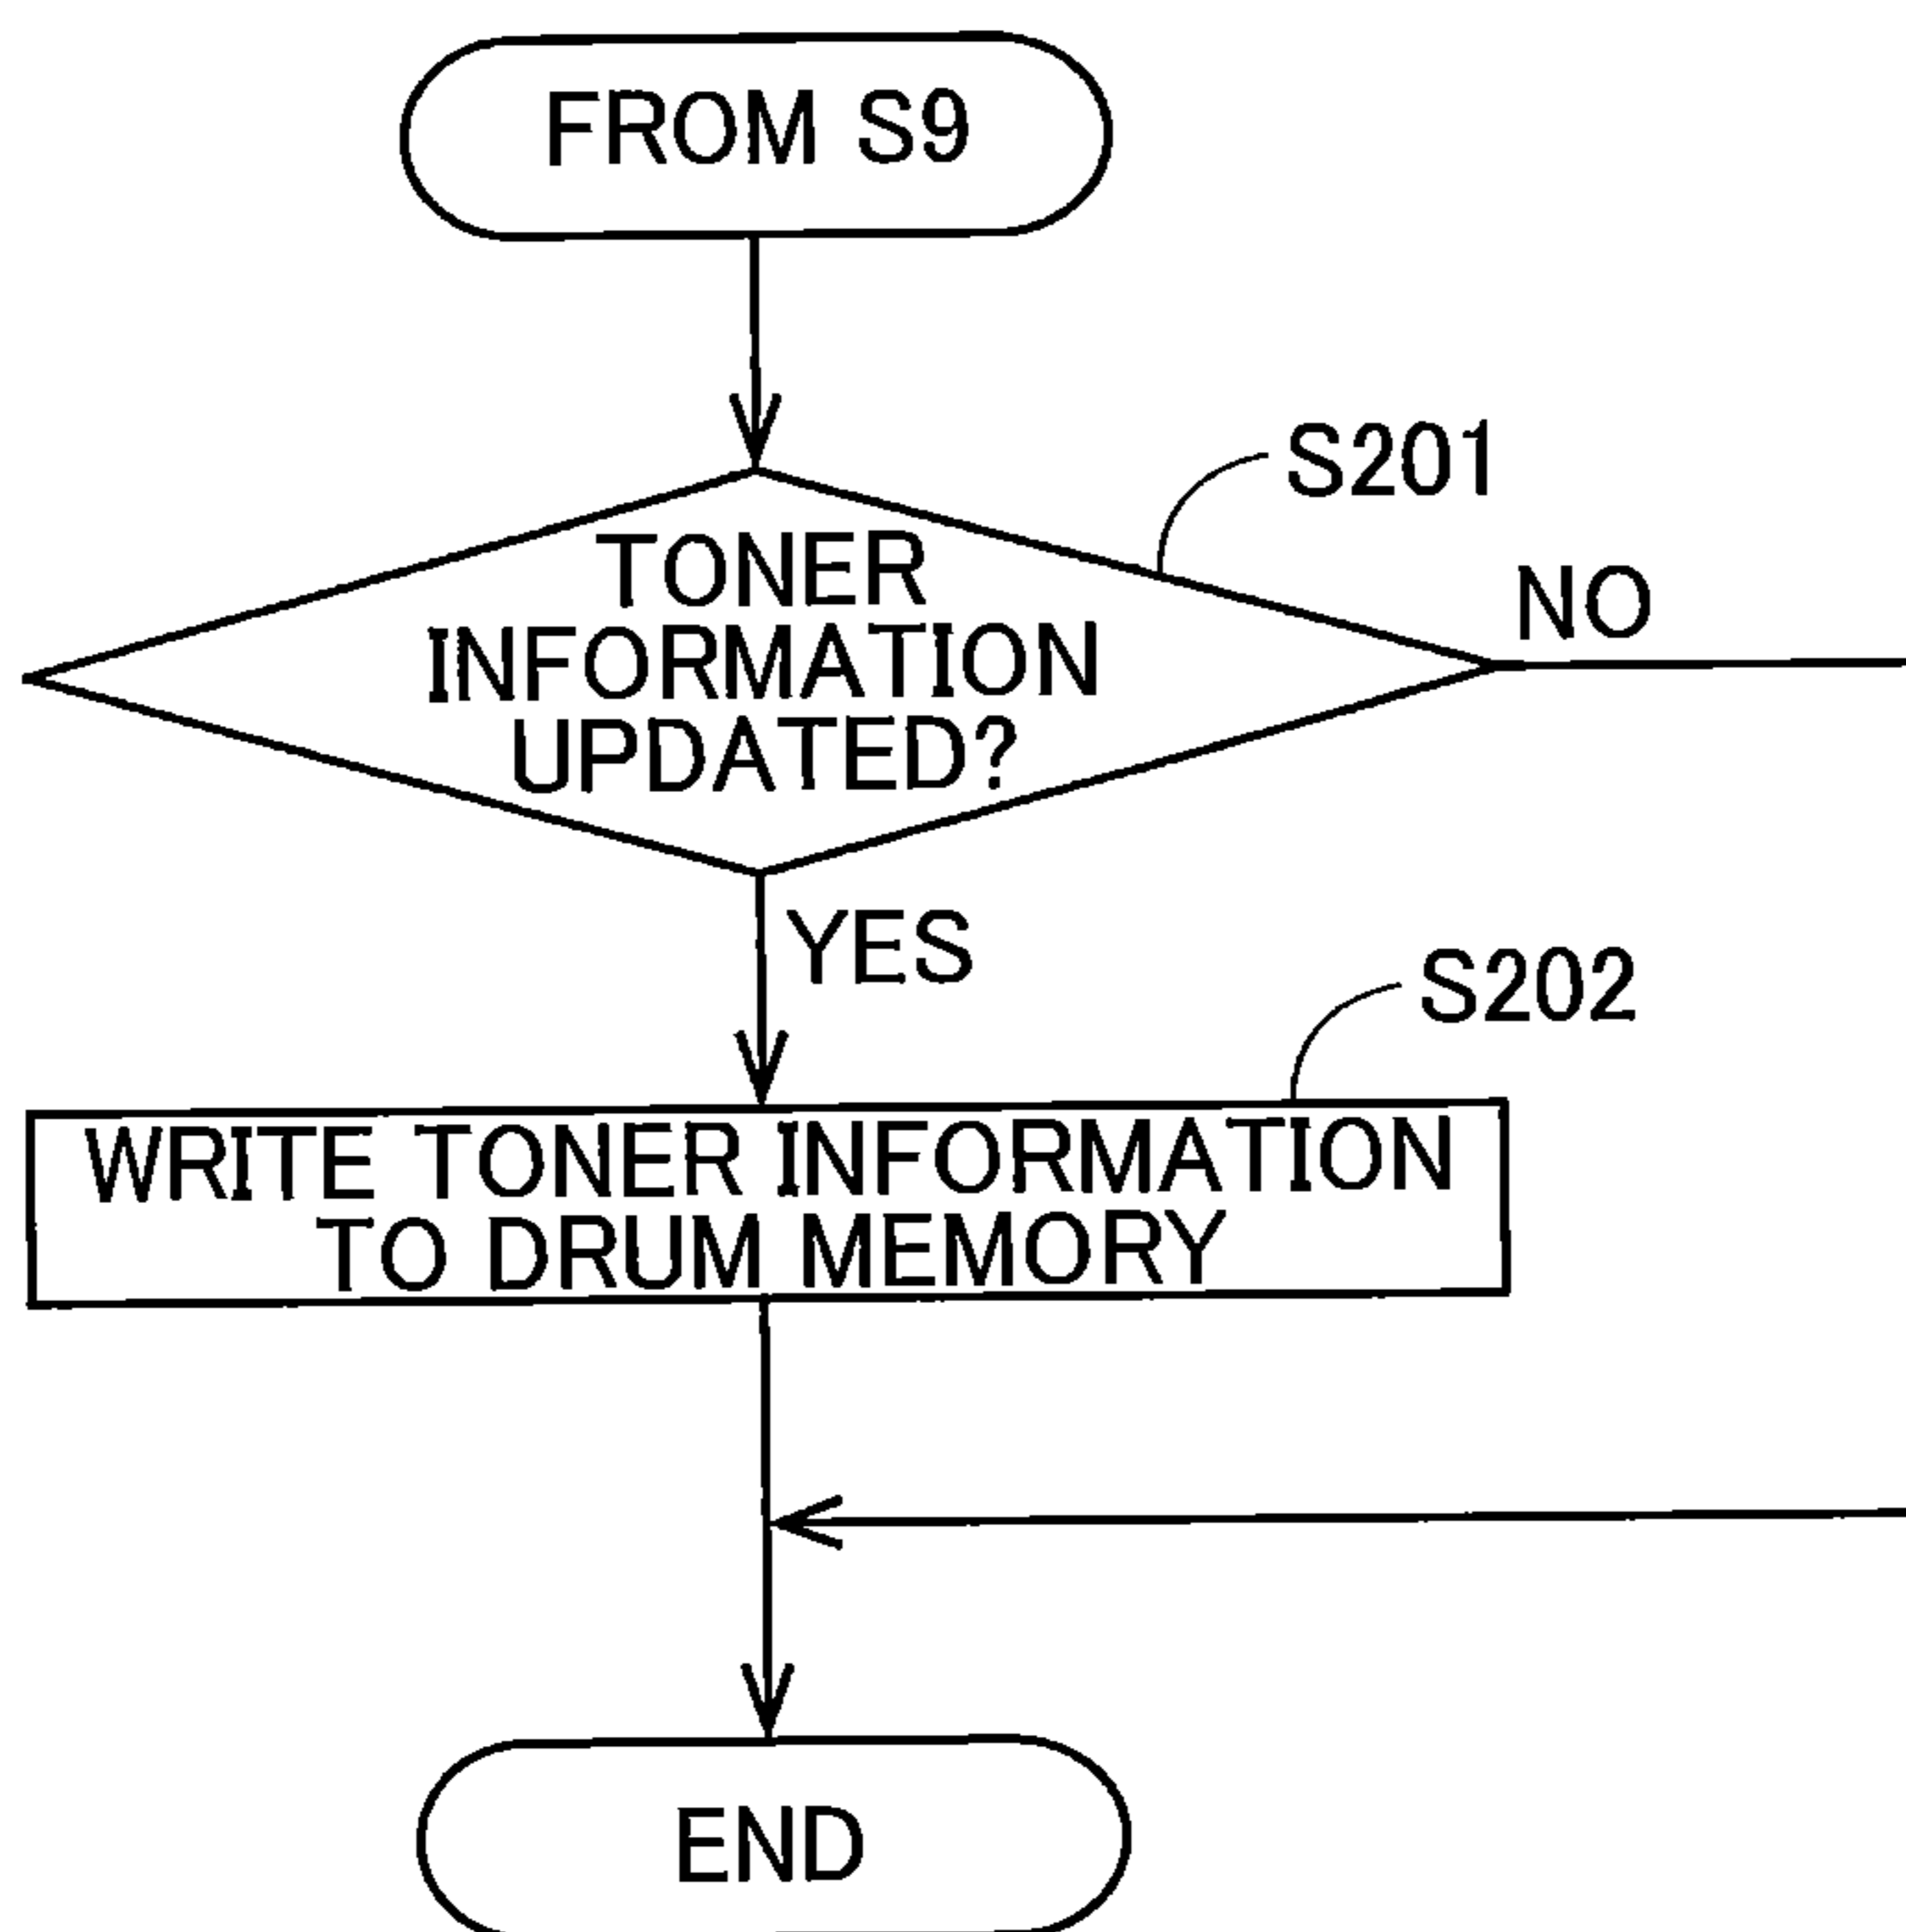 FROM S9
S201
TONER
INFORMATION
UPDATED?
NO
YES
S202
WRITE TONER INFORMATION
TO DRUM MEMORY
END